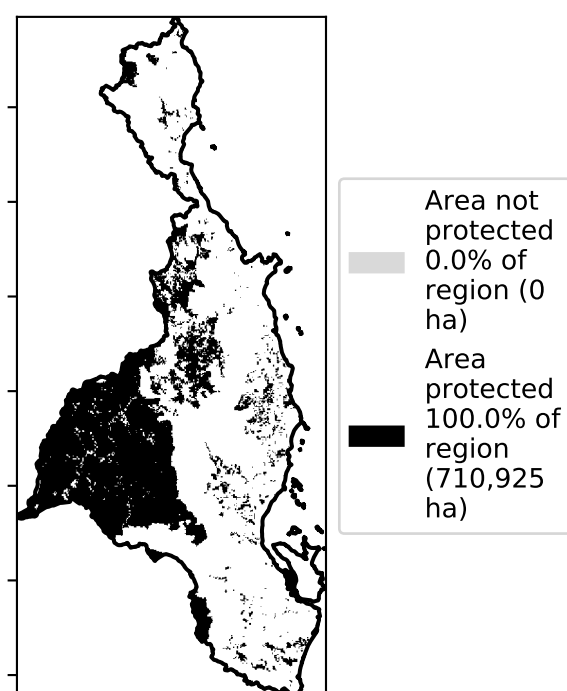 Area not
protected
0.0% of
region (0
ha)
Area
protected
100.0% of
region
(710,925
ha)